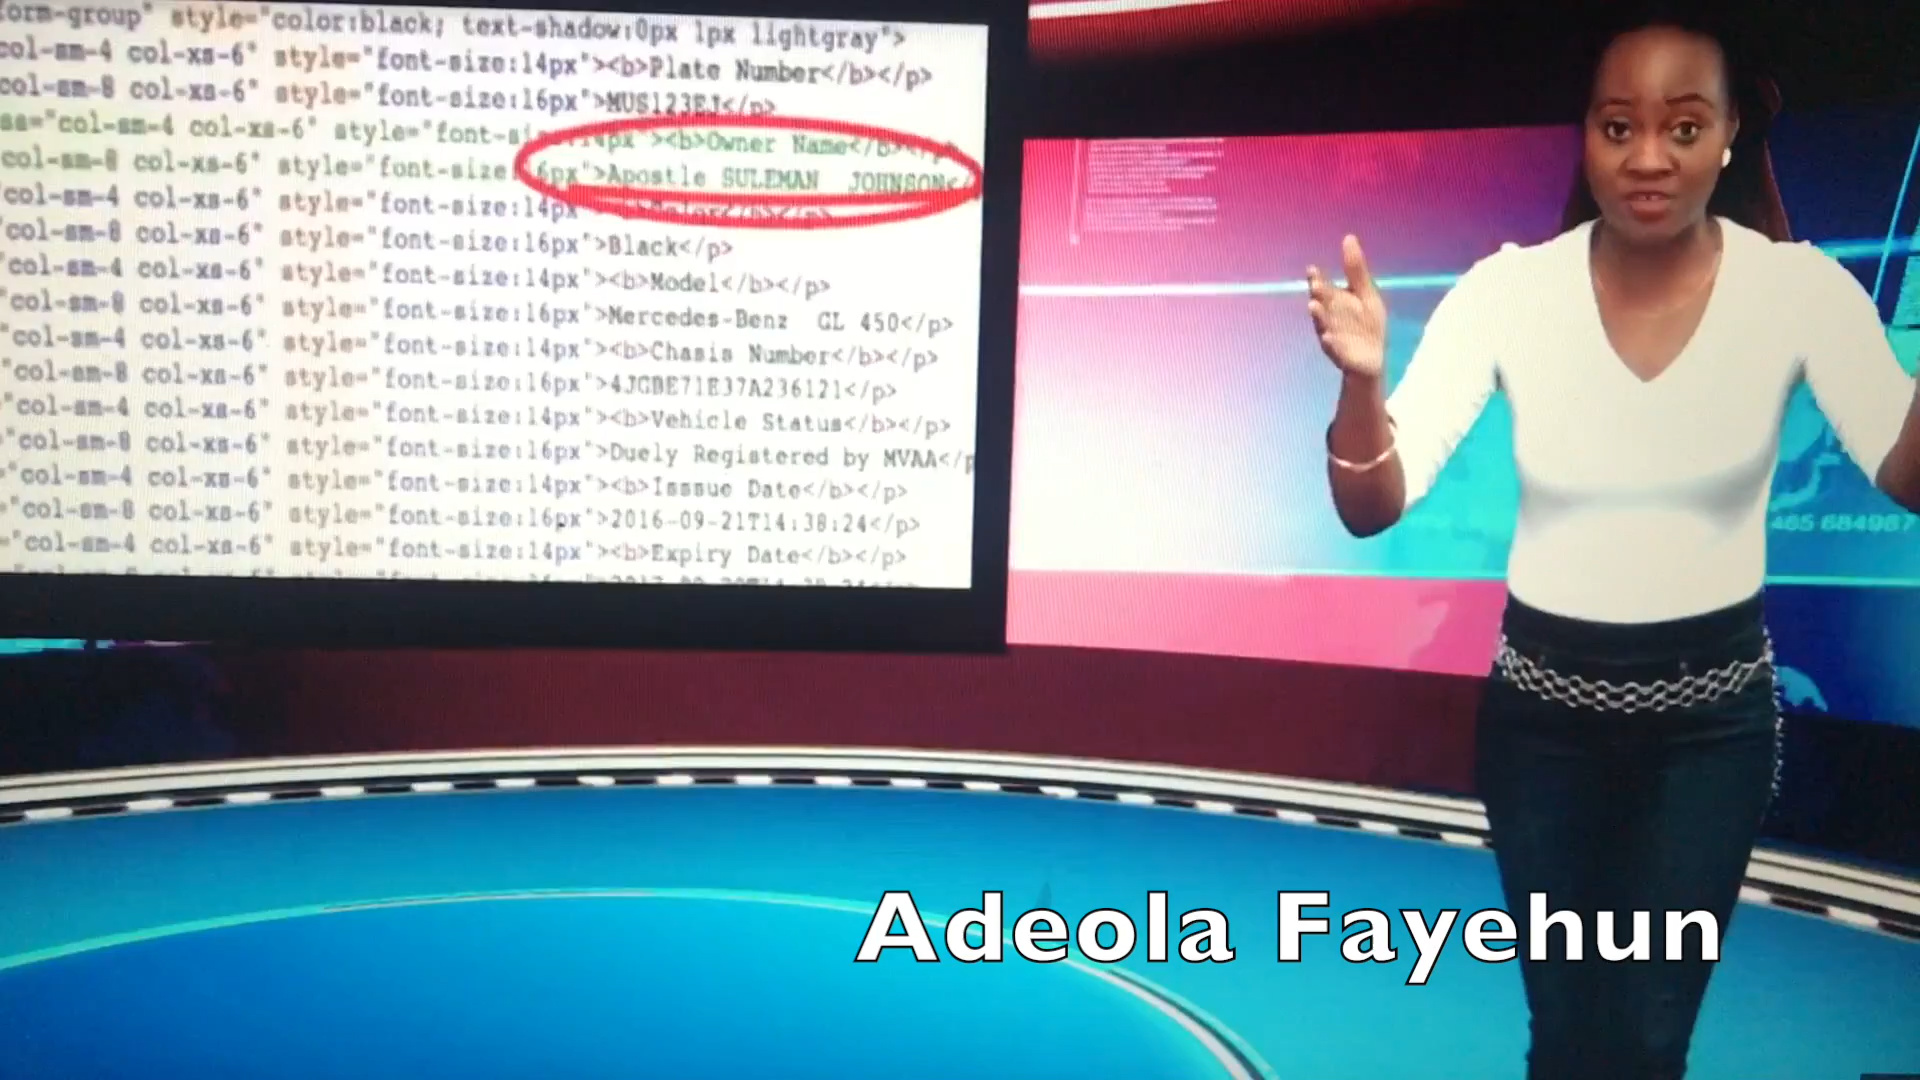 form-group" style="color:black; text-shadow:0px 1px lightgray">
col-sm-4 col-xs-6" style="font-size:14px"><b>Plate Number</b></p>
col-sm-8 col-xs-6" style="font-size:16px">MUS123EJ</p>
ss="col-sm-4 col-xs-6" style="font-size:14px"><b>Owner Name</b></p>
col-sm-8 col-xs-6" style="font-size:16px">Apostle SULEMAN JOHNSON</
col-sm-4 col-xs-6" style="font-size:14px"><b>Color</b></p>
"col-sm-8 col-xs-6" style="font-size:16px">Black</p>
"col-sm-4 col-xs-6" style="font-size:14px"><b>Model</b></p>
"col-sm-8 col-xs-6" style="font-size:16px">Mercedes-Benz GL 450</p>
"col-sm-4 col-xs-6" style="font-size:14px"><b>Chasis Number</b></p>
"col-sm-8 col-xs-6" style="font-size:16px">4JGBE71E37A236121</p>
"col-sm-4 col-xs-6" style="font-size:14px"><b>Vehicle Status</b></p>
"col-sm-8 col-xs-6" style="font-size:16px">Duely Registered by MVAA</p
"col-sm-4 col-xs-6" style="font-size:14px"><b>Isssue Date</b></p>
"col-sm-8 col-xs-6" style="font-size:16px">2016-09-21T14:38:24</p>
"col-sm-4 col-xs-6" style="font-size:14px"><b>Expiry Date</b></p>
465 684987
Adeola Fayehun